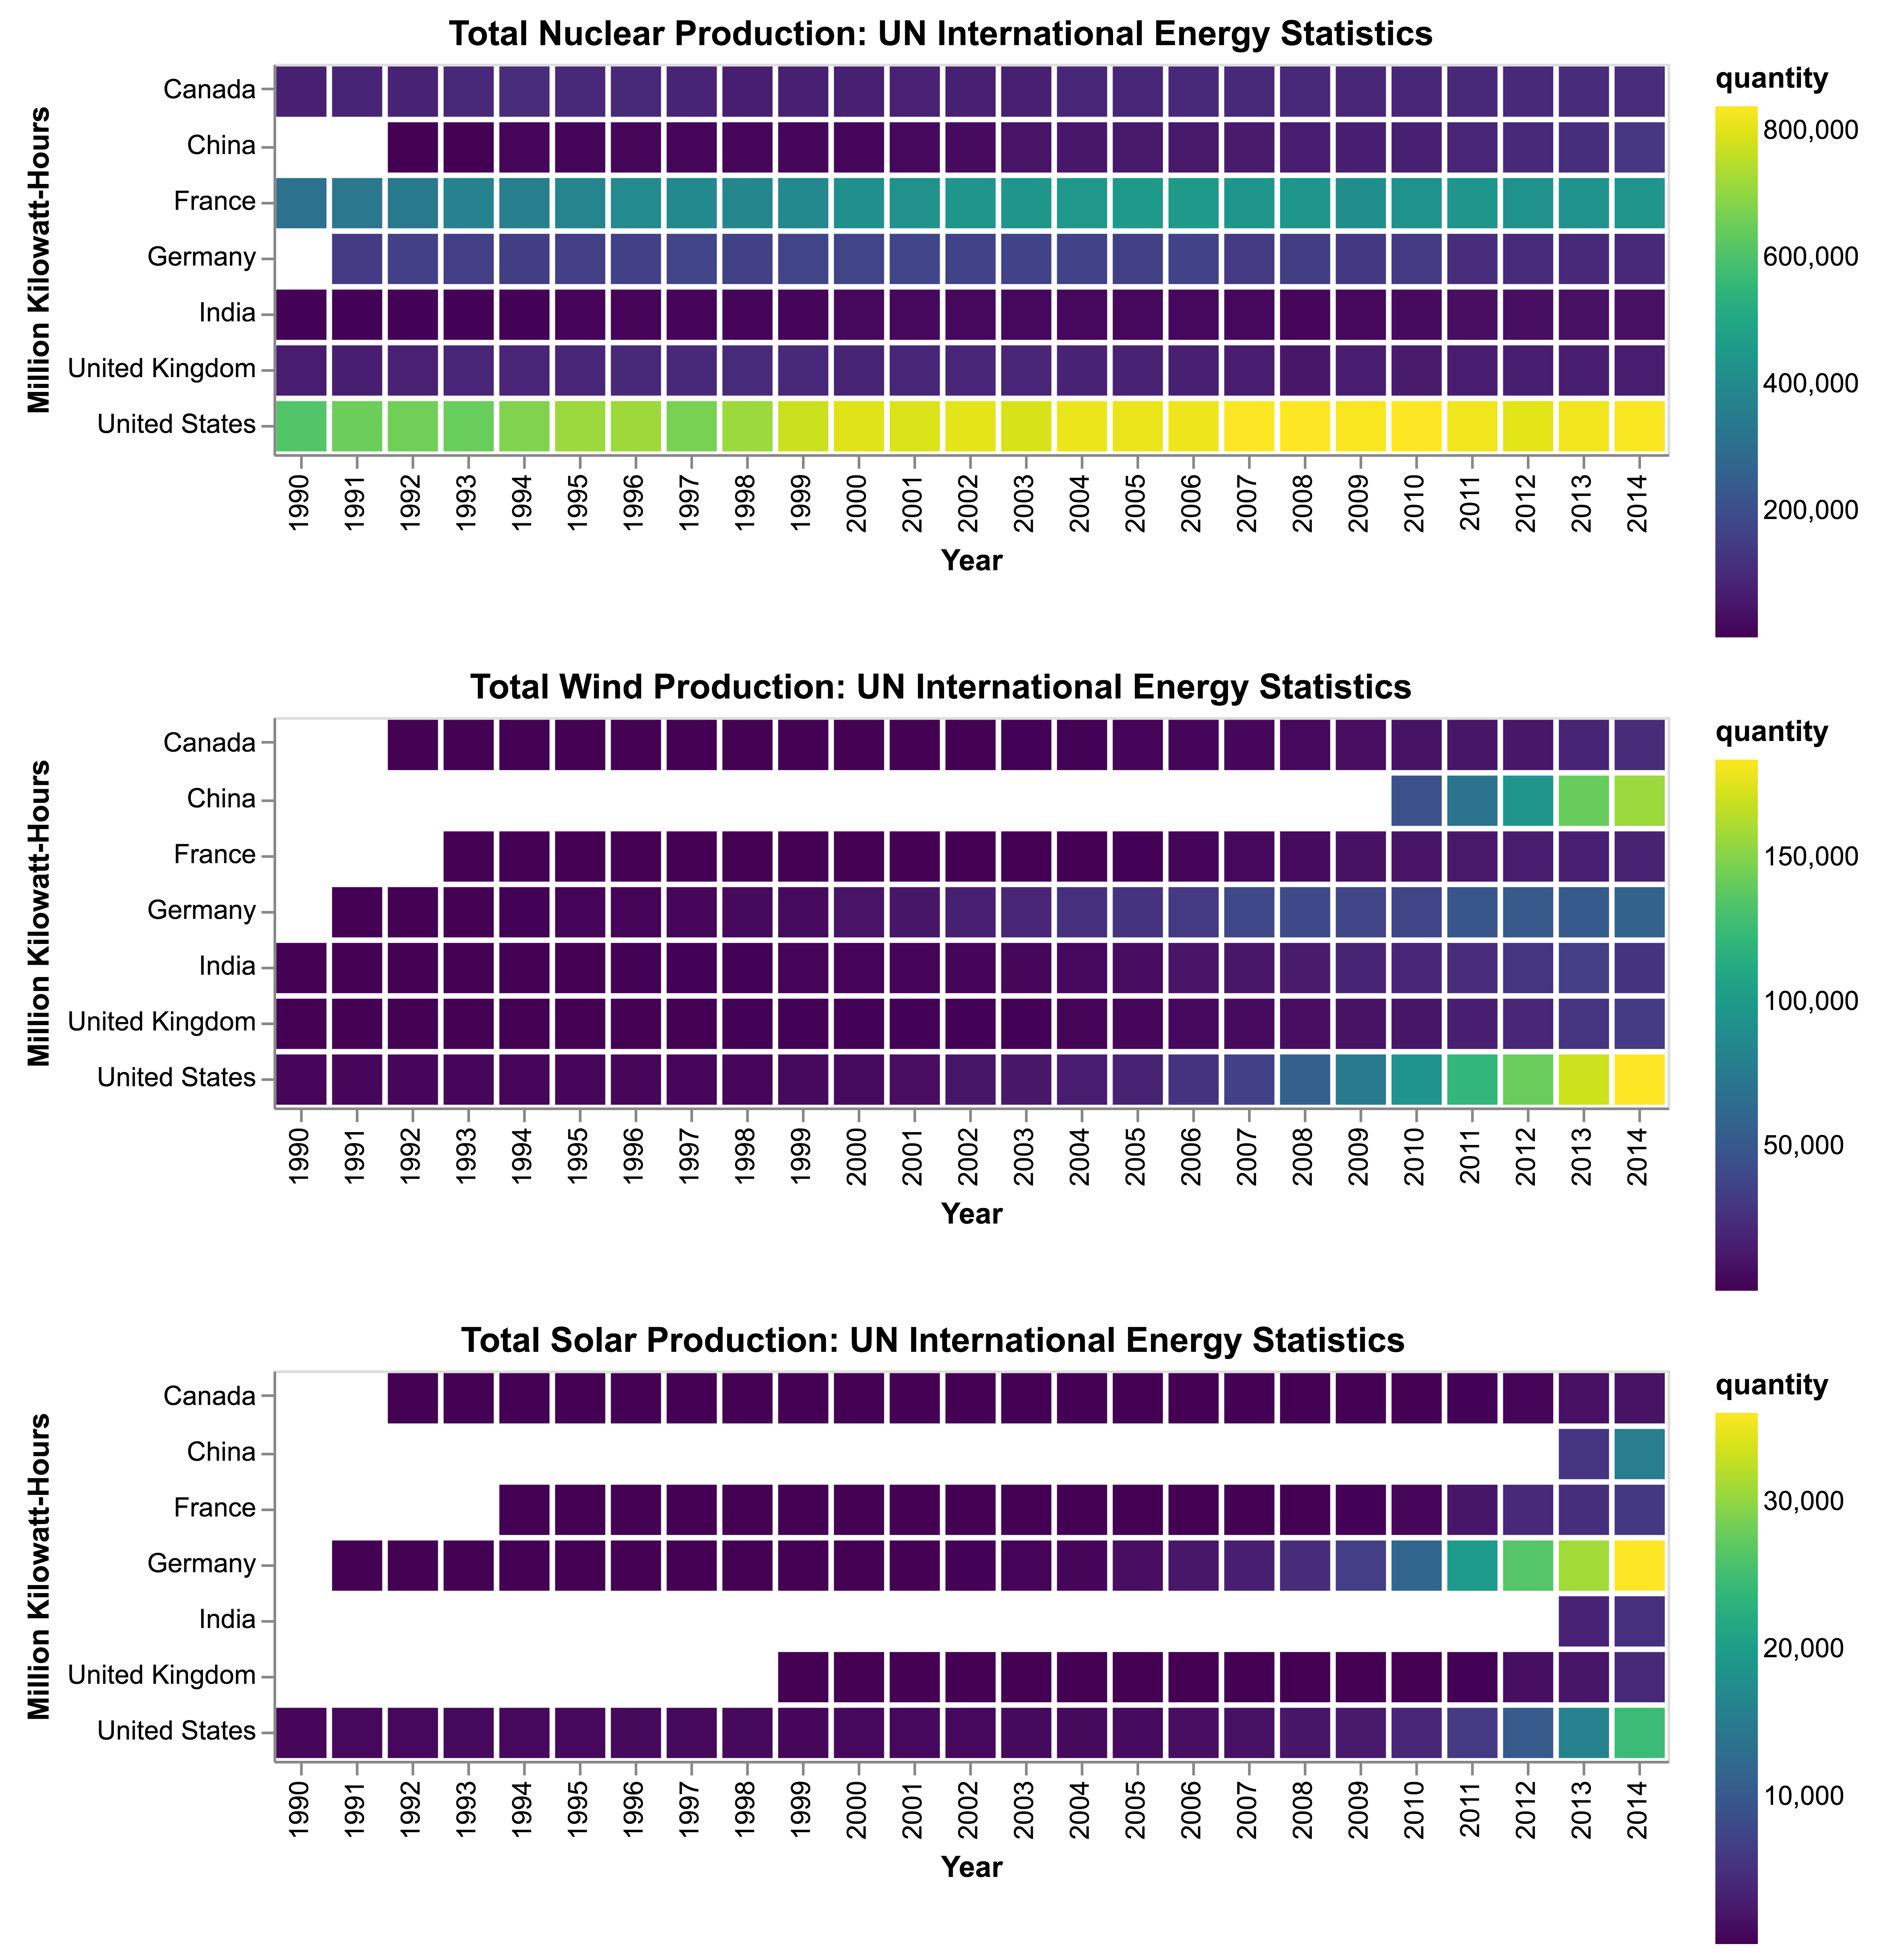 Total Nuclear Production: UN International Energy Statistics
Million Kilowatt-Hours
Canada
China
France
Germany
India
United Kingdom
United States
1990 1991 1992 1993 1994 1995 1996 1997 1998 1999 2000 2001 2002 2003 2004 2005 2006 2007 2008 2009 2010 2011 2012 2013 2014
Year
quantity
800,000
600,000
400,000
200,000
Total Wind Production: UN International Energy Statistics
Million Kilowatt-Hours
Canada
China
France
Germany
India
United Kingdom
United States
1990 1991 1992 1993 1994 1995 1996 1997 1998 1999 2000 2001 2002 2003 2004 2005 2006 2007 2008 2009 2010 2011 2012 2013 2014
Year
quantity
150,000
100,000
50,000
Total Solar Production: UN International Energy Statistics
Million Kilowatt-Hours
Canada
China
France
Germany
India
United Kingdom
United States
1990 1991 1992 1993 1994 1995 1996 1997 1998 1999 2000 2001 2002 2003 2004 2005 2006 2007 2008 2009 2010 2011 2012 2013 2014
Year
quantity
30,000
20,000
10,000